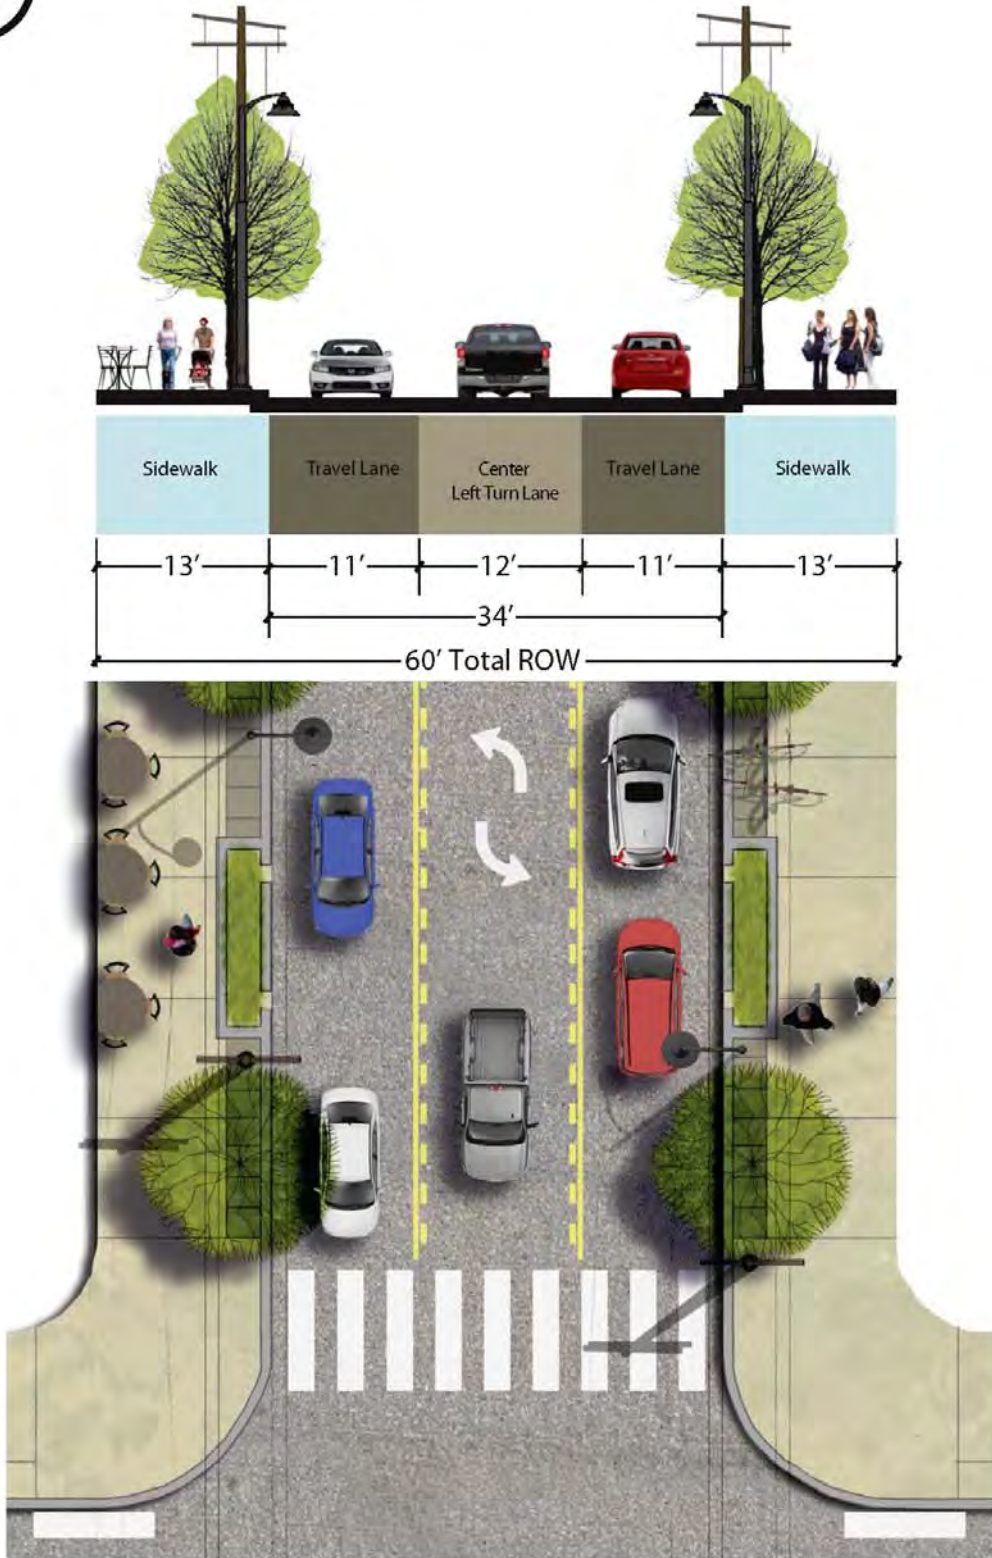 Sidewalk
Travel Lane
Center
Left Turn Lane
Travel Lane
Sidewalk
13'
11'
12'
11'
13'
34'
60' Total ROW